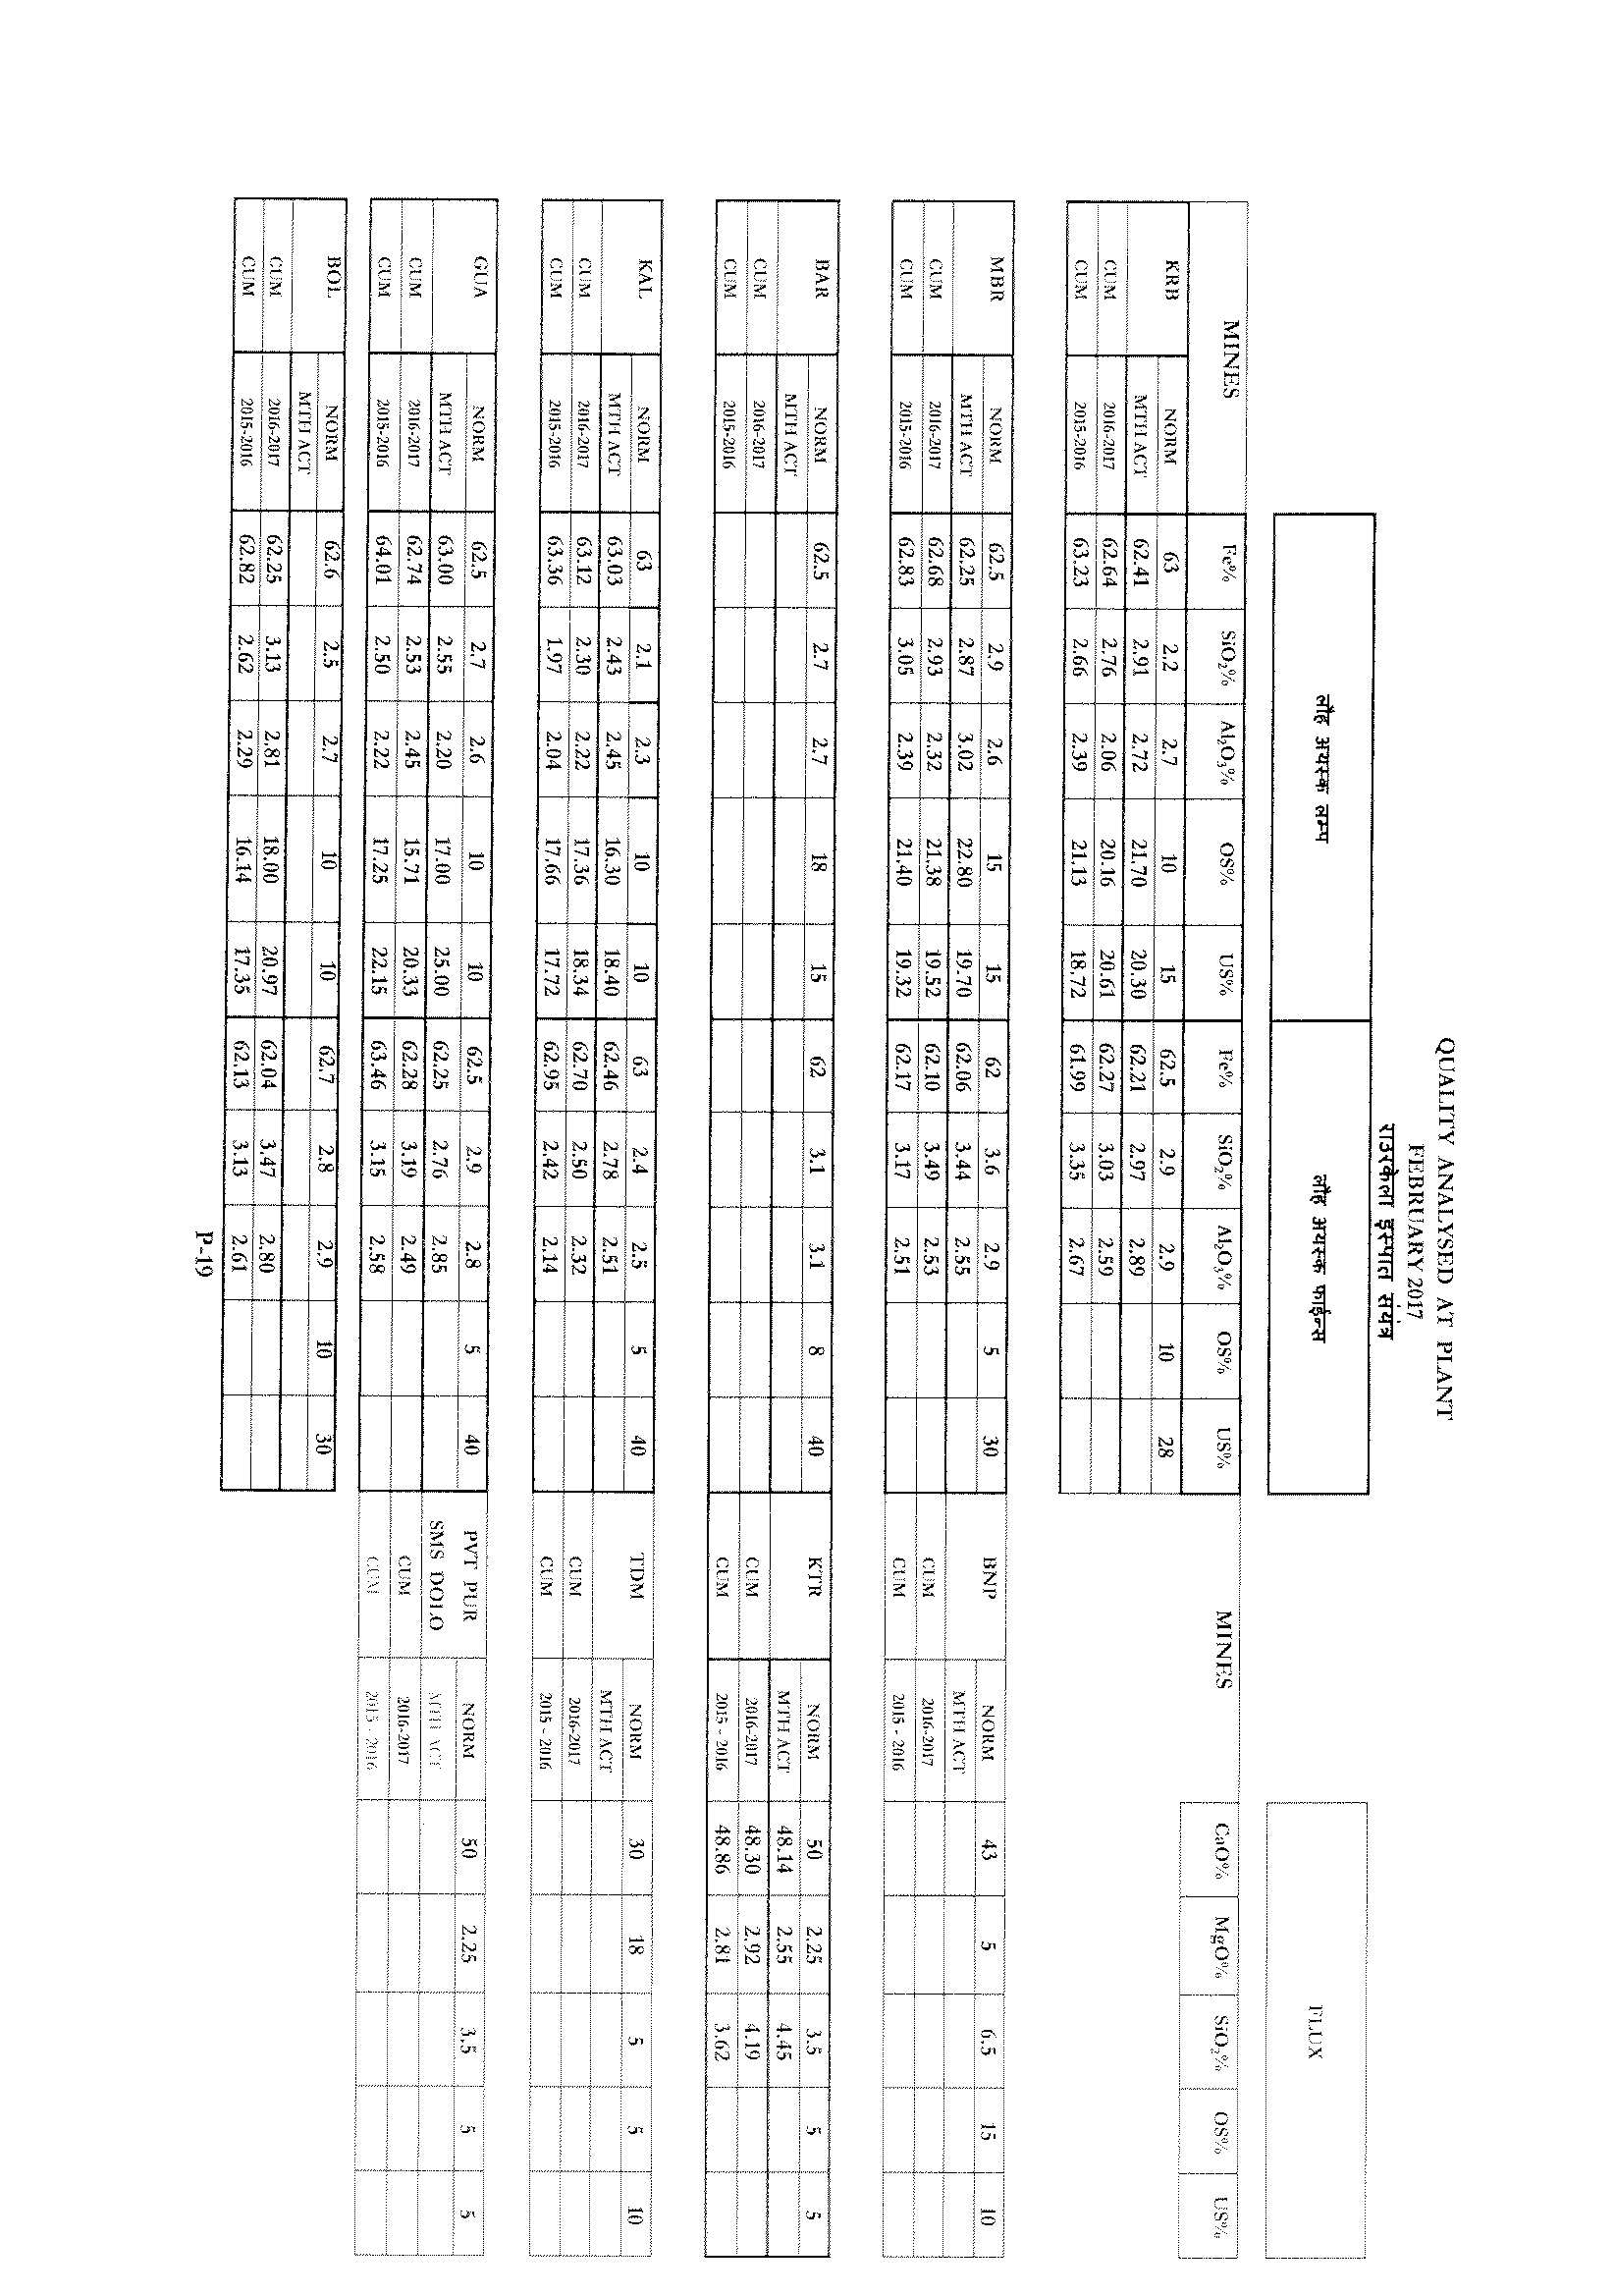 QUALITY ANALYSED AT PLANT
FEBRUARY 2017
राउरकेला इस्पात संयंत्र
लौह अयस्क लम्प लौह अयस्क फाईन्स FLUX
MINES Fe% SiO₂% Al₂O₃% OS% US% Fe% SiO₂% Al₂O₃% OS% US% MINES CaO% MgO% SiO₂% OS% US%
KRB NORM 63 2.2 2.7 10 15 62.5 2.9 2.9 10 28
MTH ACT 62.41 2.91 2.72 21.70 20.30 62.21 2.97 2.89
CUM 2016-2017 62.64 2.76 2.06 20.16 20.61 62.27 3.03 2.59
CUM 2015-2016 63.23 2.66 2.39 21.13 18.72 61.99 3.35 2.67
MBR NORM 62.5 2.9 2.6 15 15 62 3.6 2.9 5 30 BNP NORM 43 5 6.5 15 10
MTH ACT 62.25 2.87 3.02 22.80 19.70 62.06 3.44 2.55 MTH ACT
CUM 2016-2017 62.68 2.93 2.32 21.38 19.52 62.10 3.49 2.53 CUM 2016-2017
CUM 2015-2016 62.83 3.05 2.39 21.40 19.32 62.17 3.17 2.51 CUM 2015 - 2016
BAR NORM 62.5 2.7 2.7 18 15 62 3.1 3.1 8 40 KTR NORM 50 2.25 3.5 5 5
MTH ACT MTH ACT 48.14 2.55 4.45
CUM 2016-2017 CUM 2016-2017 48.30 2.92 4.19
CUM 2015-2016 CUM 2015 - 2016 48.86 2.81 3.62
KAL NORM 63 2.1 2.3 10 10 63 2.4 2.5 5 40 TDM NORM 30 18 5 5 10
MTH ACT 63.03 2.43 2.45 16.30 18.40 62.46 2.78 2.51 MTH ACT
CUM 2016-2017 63.12 2.30 2.22 17.36 18.34 62.70 2.50 2.32 CUM 2016-2017
CUM 2015-2016 63.36 1.97 2.04 17.66 17.72 62.95 2.42 2.14 CUM 2015 - 2016
GUA NORM 62.5 2.7 2.6 10 10 62.5 2.9 2.8 5 40 PVT PUR NORM 50 2.25 3.5 5 5
MTH ACT 63.00 2.55 2.20 17.00 25.00 62.25 2.76 2.85 SMS DOLO MTH ACT
CUM 2016-2017 62.74 2.53 2.45 15.71 20.33 62.28 3.19 2.49 CUM 2016-2017
CUM 2015-2016 64.01 2.50 2.22 17.25 22.15 63.46 3.15 2.58 CUM 2015 - 2016
BOL NORM 62.6 2.5 2.7 10 10 62.7 2.8 2.9 10 30
MTH ACT
CUM 2016-2017 62.25 3.13 2.81 18.00 20.97 62.04 3.47 2.80
CUM 2015-2016 62.82 2.62 2.29 16.14 17.35 62.13 3.13 2.61
P-19